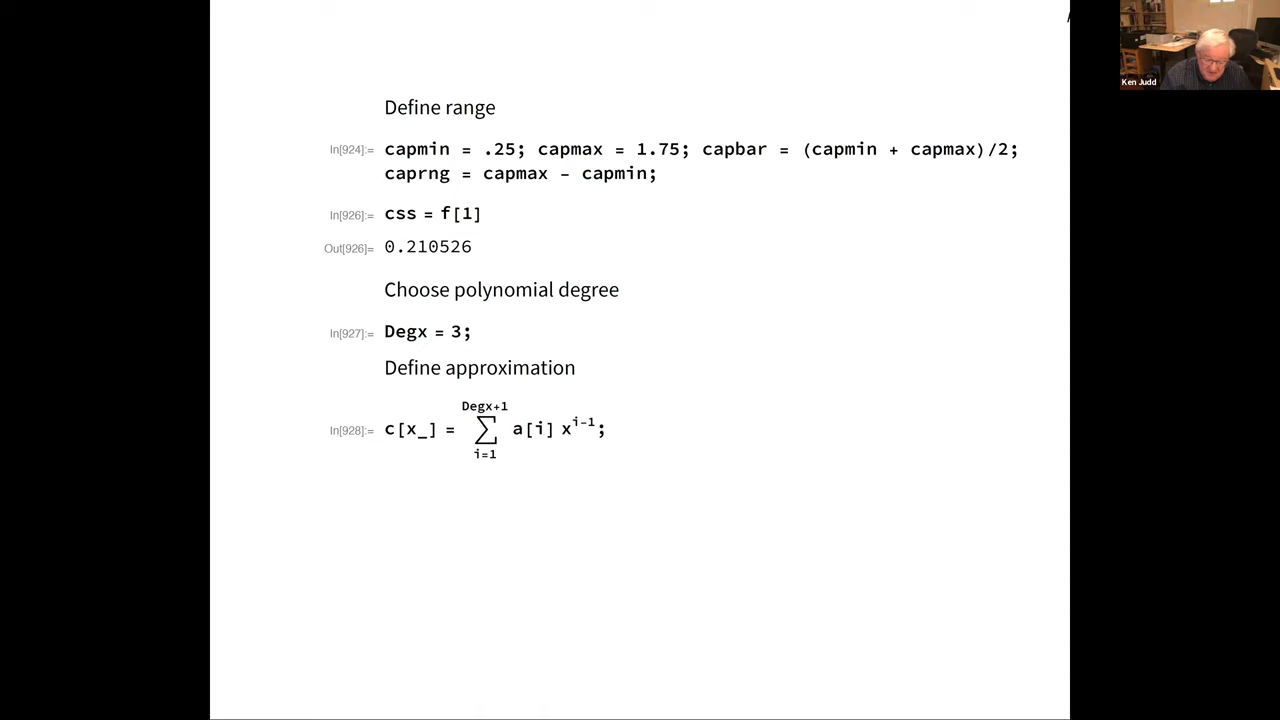 Define range
In[924]:= capmin = .25; capmax = 1.75; capbar = (capmin + capmax)/2;
caprng = capmax - capmin;
In[926]:= css = f[1]
Out[926]= 0.210526
Choose polynomial degree
In[927]:= Degx = 3;
Define approximation
Degx+1
In[928]:= c[x_] = ∑ a[i] x^{i-1};
i=1
Ken Judd